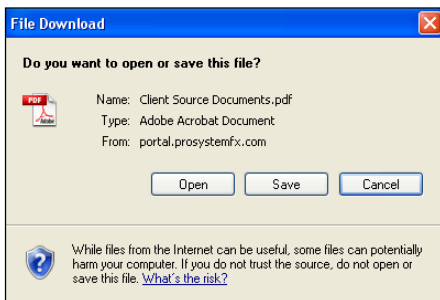 File Download
Do you want to open or save this file?
PDF
Adobe
Name: Client Source Documents.pdf
Type: Adobe Acrobat Document
From: portal.prosystemfx.com
Open Save Cancel
While files from the Internet can be useful, some files can potentially
harm your computer. If you do not trust the source, do not open or
save this file. What's the risk?